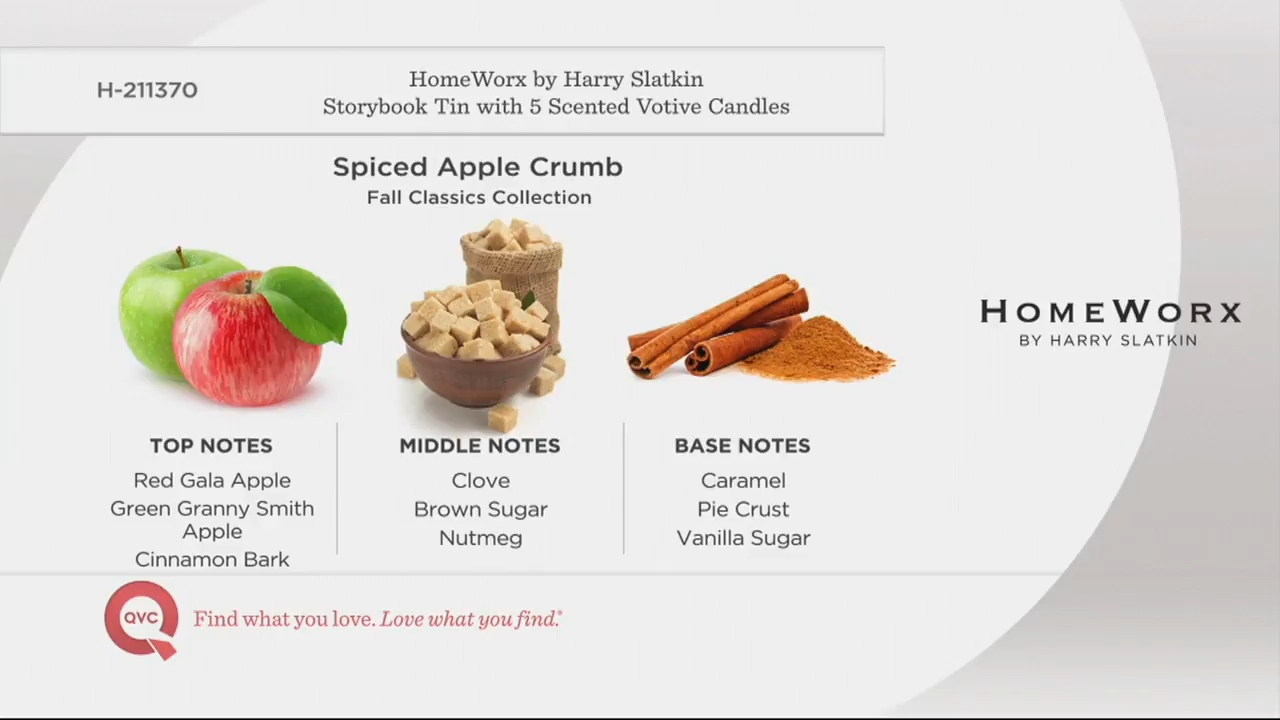 H-211370
HomeWorx by Harry Slatkin
Storybook Tin with 5 Scented Votive Candles
Spiced Apple Crumb
Fall Classics Collection
HOMEWORX
BY HARRY SLATKIN
TOP NOTES
Red Gala Apple
Green Granny Smith
Apple
Cinnamon Bark
MIDDLE NOTES
Clove
Brown Sugar
Nutmeg
BASE NOTES
Caramel
Pie Crust
Vanilla Sugar
QVC
Find what you love. Love what you find.®